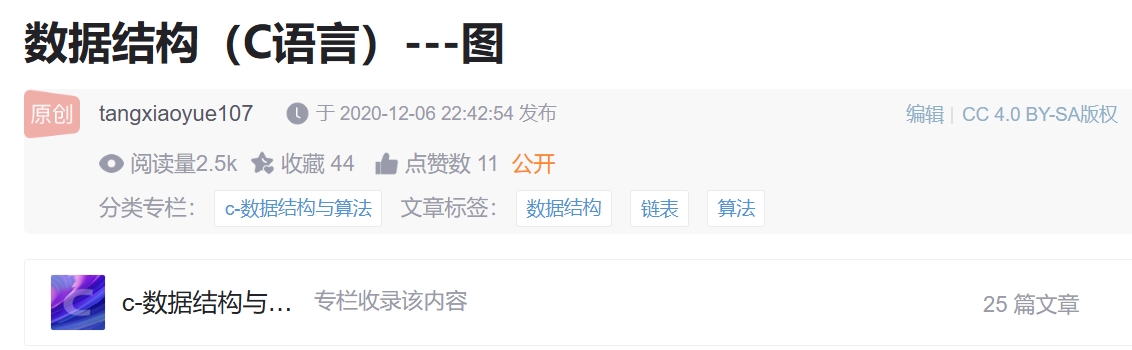 数据结构（C语言）---图
原创 tangxiaoyue107 于 2020-12-06 22:42:54 发布 编辑 | CC 4.0 BY-SA版权
阅读量2.5k 收藏 44 点赞数 11 公开
分类专栏： c-数据结构与算法 文章标签： 数据结构 链表 算法
C c-数据结构与... 专栏收录该内容 25 篇文章